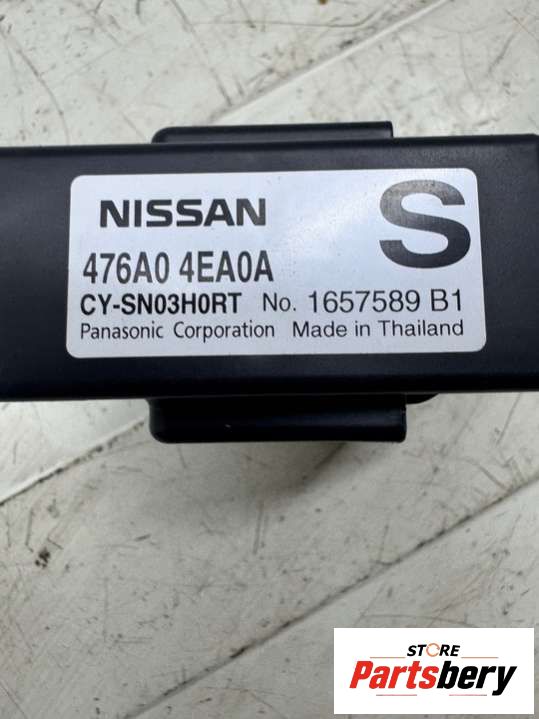 NISSAN
S
476A0 4EA0A
CY-SN03H0RT No. 1657589 B1
Panasonic Corporation Made in Thailand
STORE
Partsbery